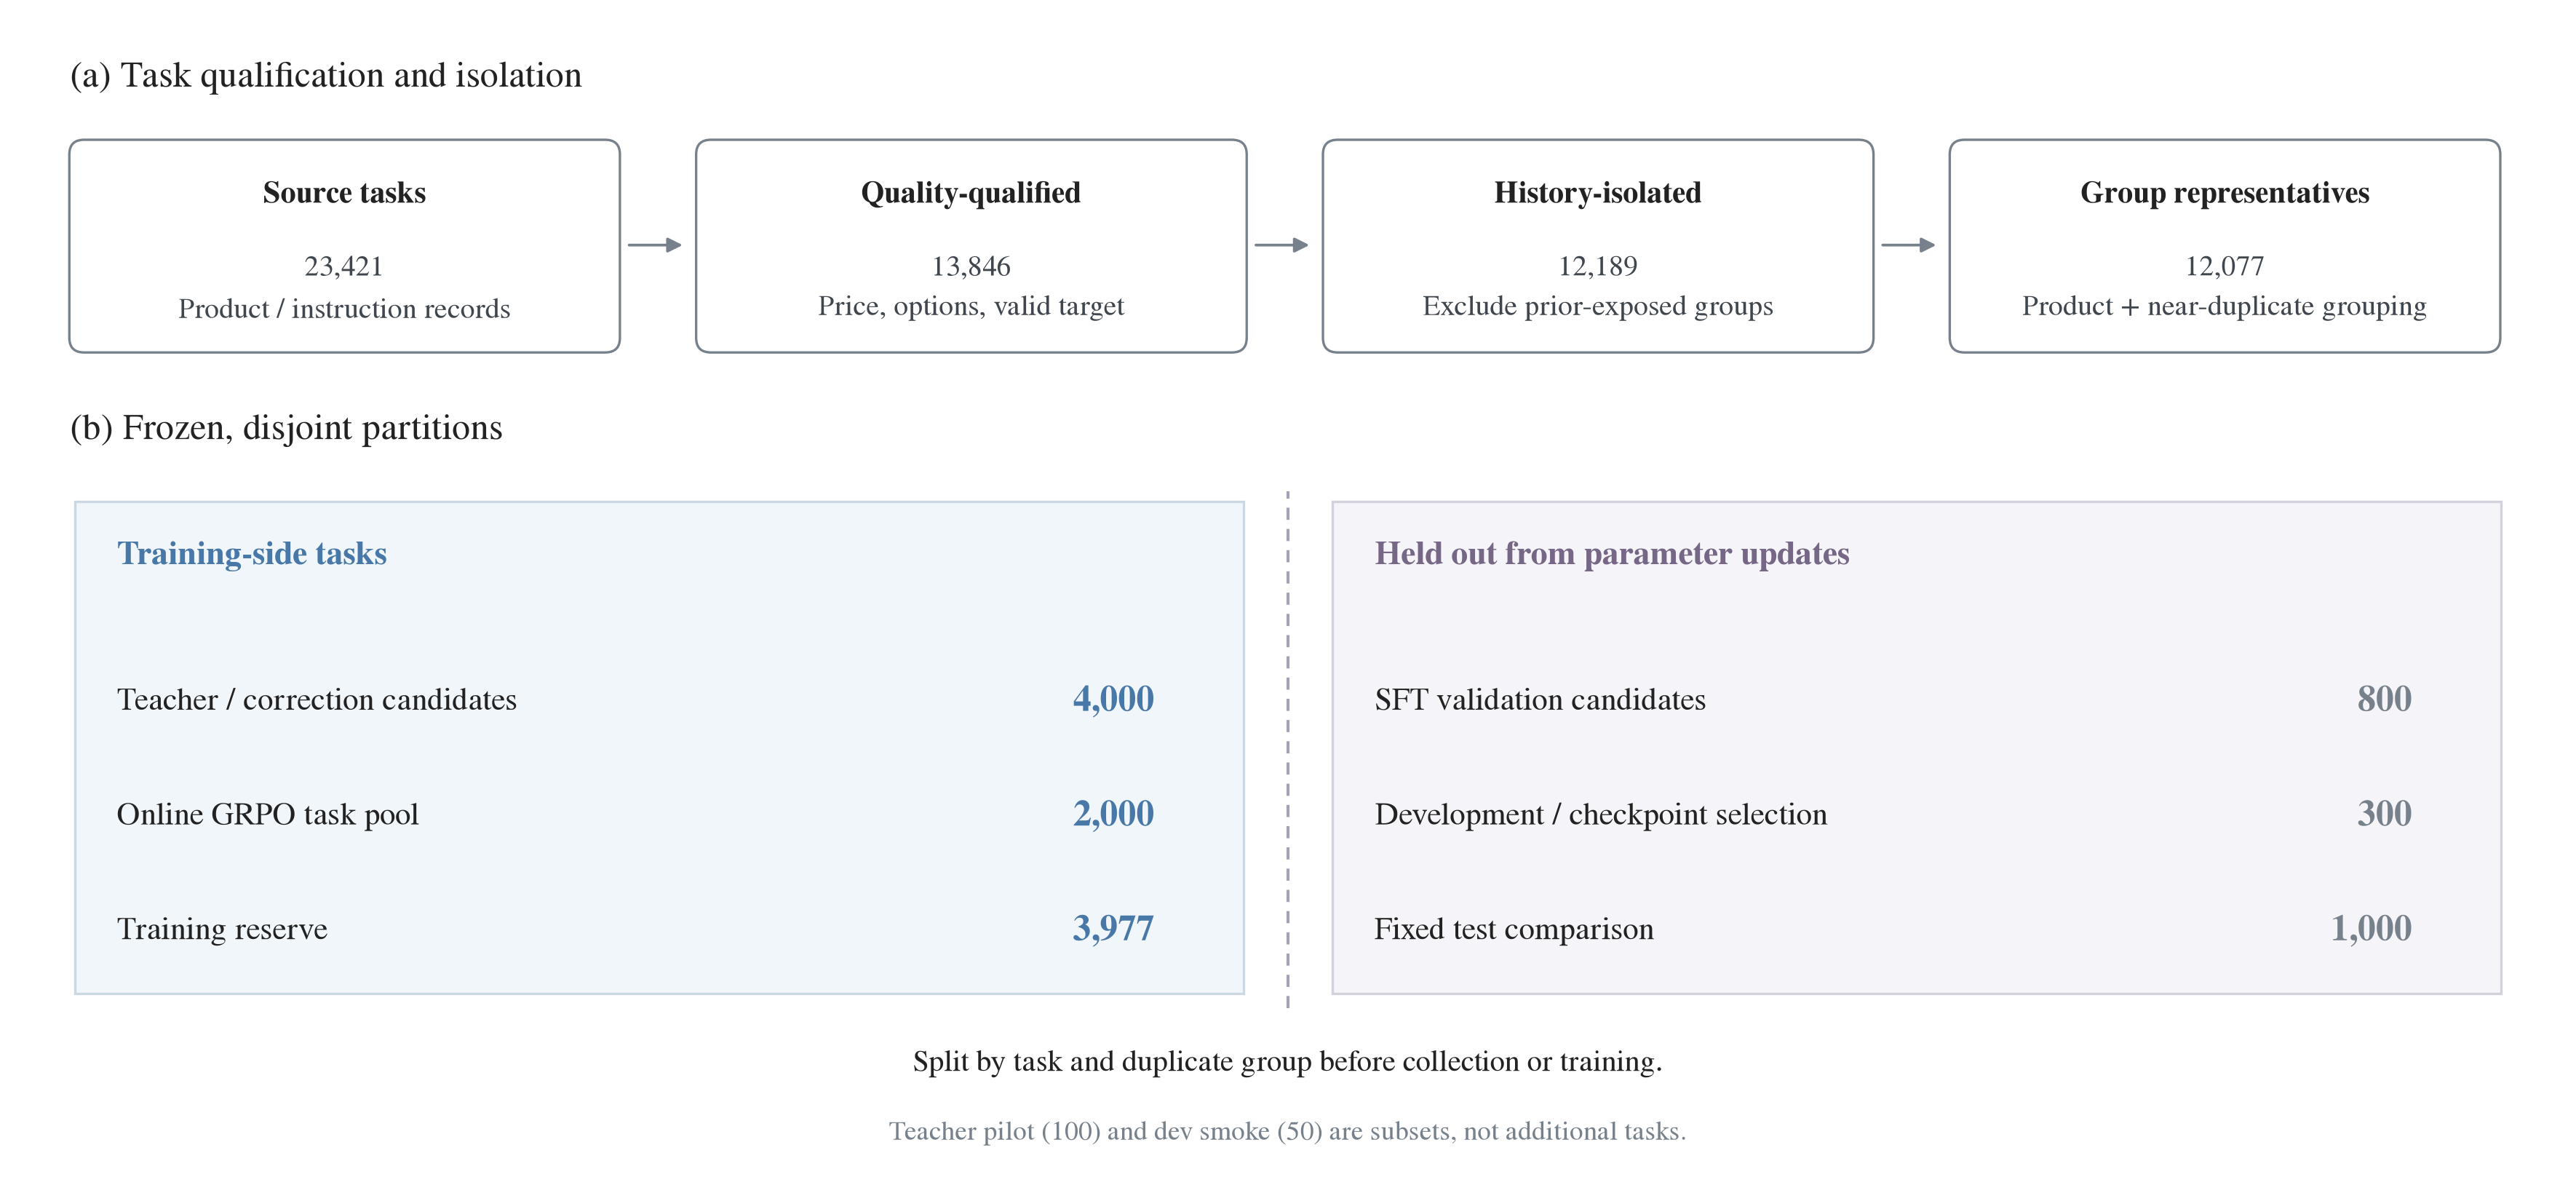 (a) Task qualification and isolation
Source tasks
23,421
Product / instruction records
Quality-qualified
13,846
Price, options, valid target
History-isolated
12,189
Exclude prior-exposed groups
Group representatives
12,077
Product + near-duplicate grouping
(b) Frozen, disjoint partitions
Training-side tasks
Teacher / correction candidates 4,000
Online GRPO task pool 2,000
Training reserve 3,977
Held out from parameter updates
SFT validation candidates 800
Development / checkpoint selection 300
Fixed test comparison 1,000
Split by task and duplicate group before collection or training.
Teacher pilot (100) and dev smoke (50) are subsets, not additional tasks.